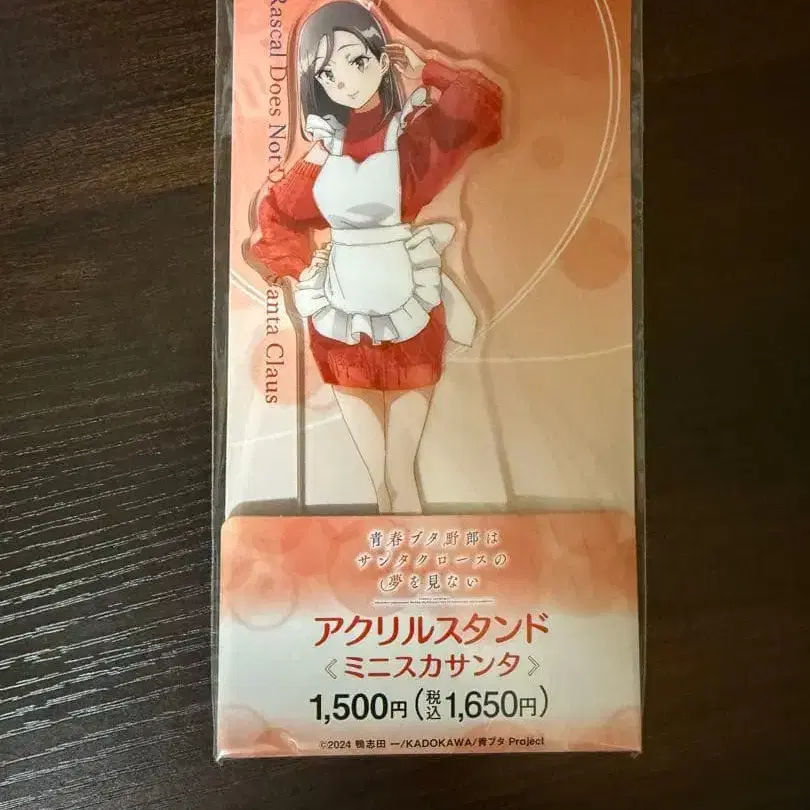 Rascal Does Not D
Santa Claus
青春ブタ野郎は
サンタクロースの
夢を見ない
アクリルスタンド
《ミニスカサンタ》
1,500円(税込1,650円)
©2024 鴨志田 一/KADOKAWA/青ブタ Project